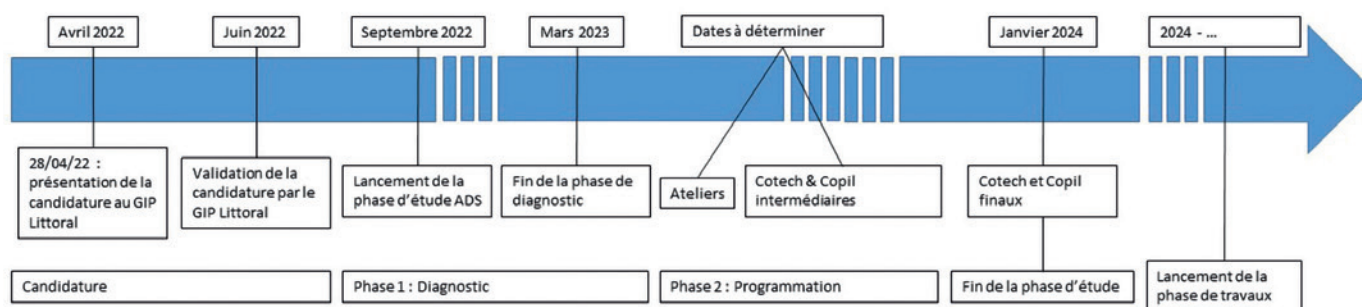 Avril 2022
Juin 2022
Septembre 2022
Mars 2023
Dates à déterminer
Janvier 2024
2024 - ...
28/04/22 :
présentation de la
candidature au GIP
Littoral
Validation de la
candidature par le
GIP Littoral
Lancement de la
phase d'étude ADS
Fin de la phase de
diagnostic
Ateliers
Cotech & Copil
intermédiaires
Cotech et Copil
finaux
Candidature
Phase 1 : Diagnostic
Phase 2 : Programmation
Fin de la phase d'étude
Lancement de la
phase de travaux